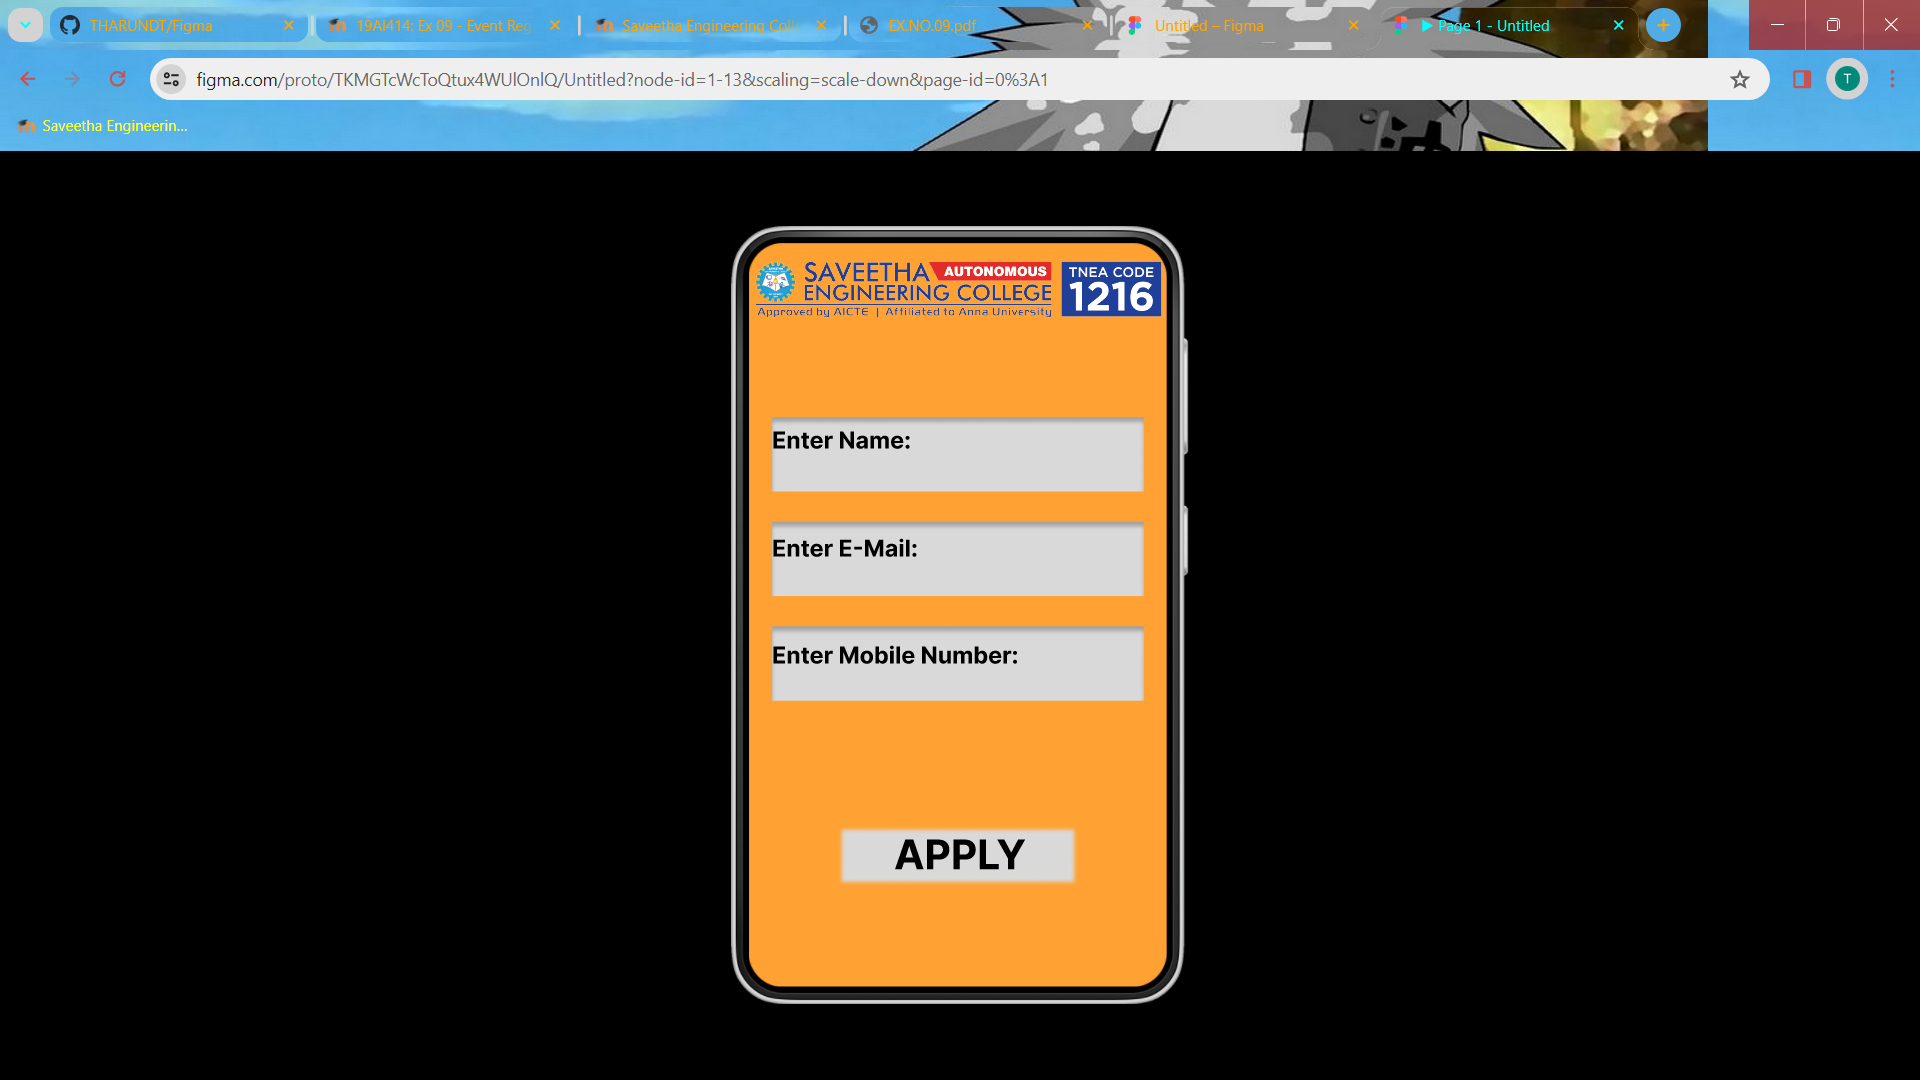 THARUNDT/Figma
19AI414: Ex 09 - Event Reg
Saveetha Engineering Coll
EX.NO.09.pdf
Untitled – Figma
Page 1 - Untitled
figma.com/proto/TKMGTcWcToQtux4WUlOnlQ/Untitled?node-id=1-13&scaling=scale-down&page-id=0%3A1
T
Saveetha Engineerin...
SAVEETHA AUTONOMOUS
ENGINEERING COLLEGE
Approved by AICTE | Affiliated to Anna University
TNEA CODE
1216
Enter Name:
Enter E-Mail:
Enter Mobile Number:
APPLY